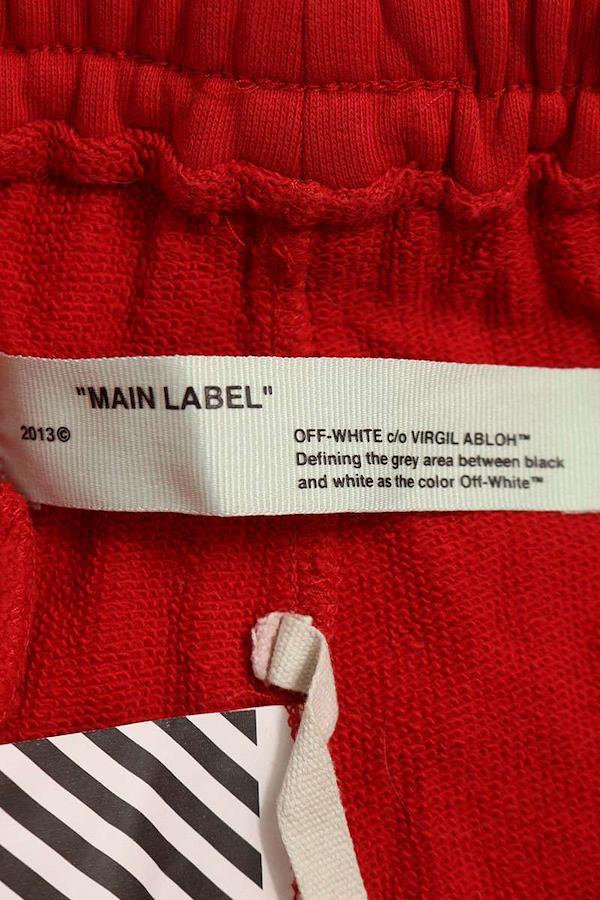 "MAIN LABEL"
2013©
OFF-WHITE c/o VIRGIL ABLOH™
Defining the grey area between black
and white as the color Off-White™